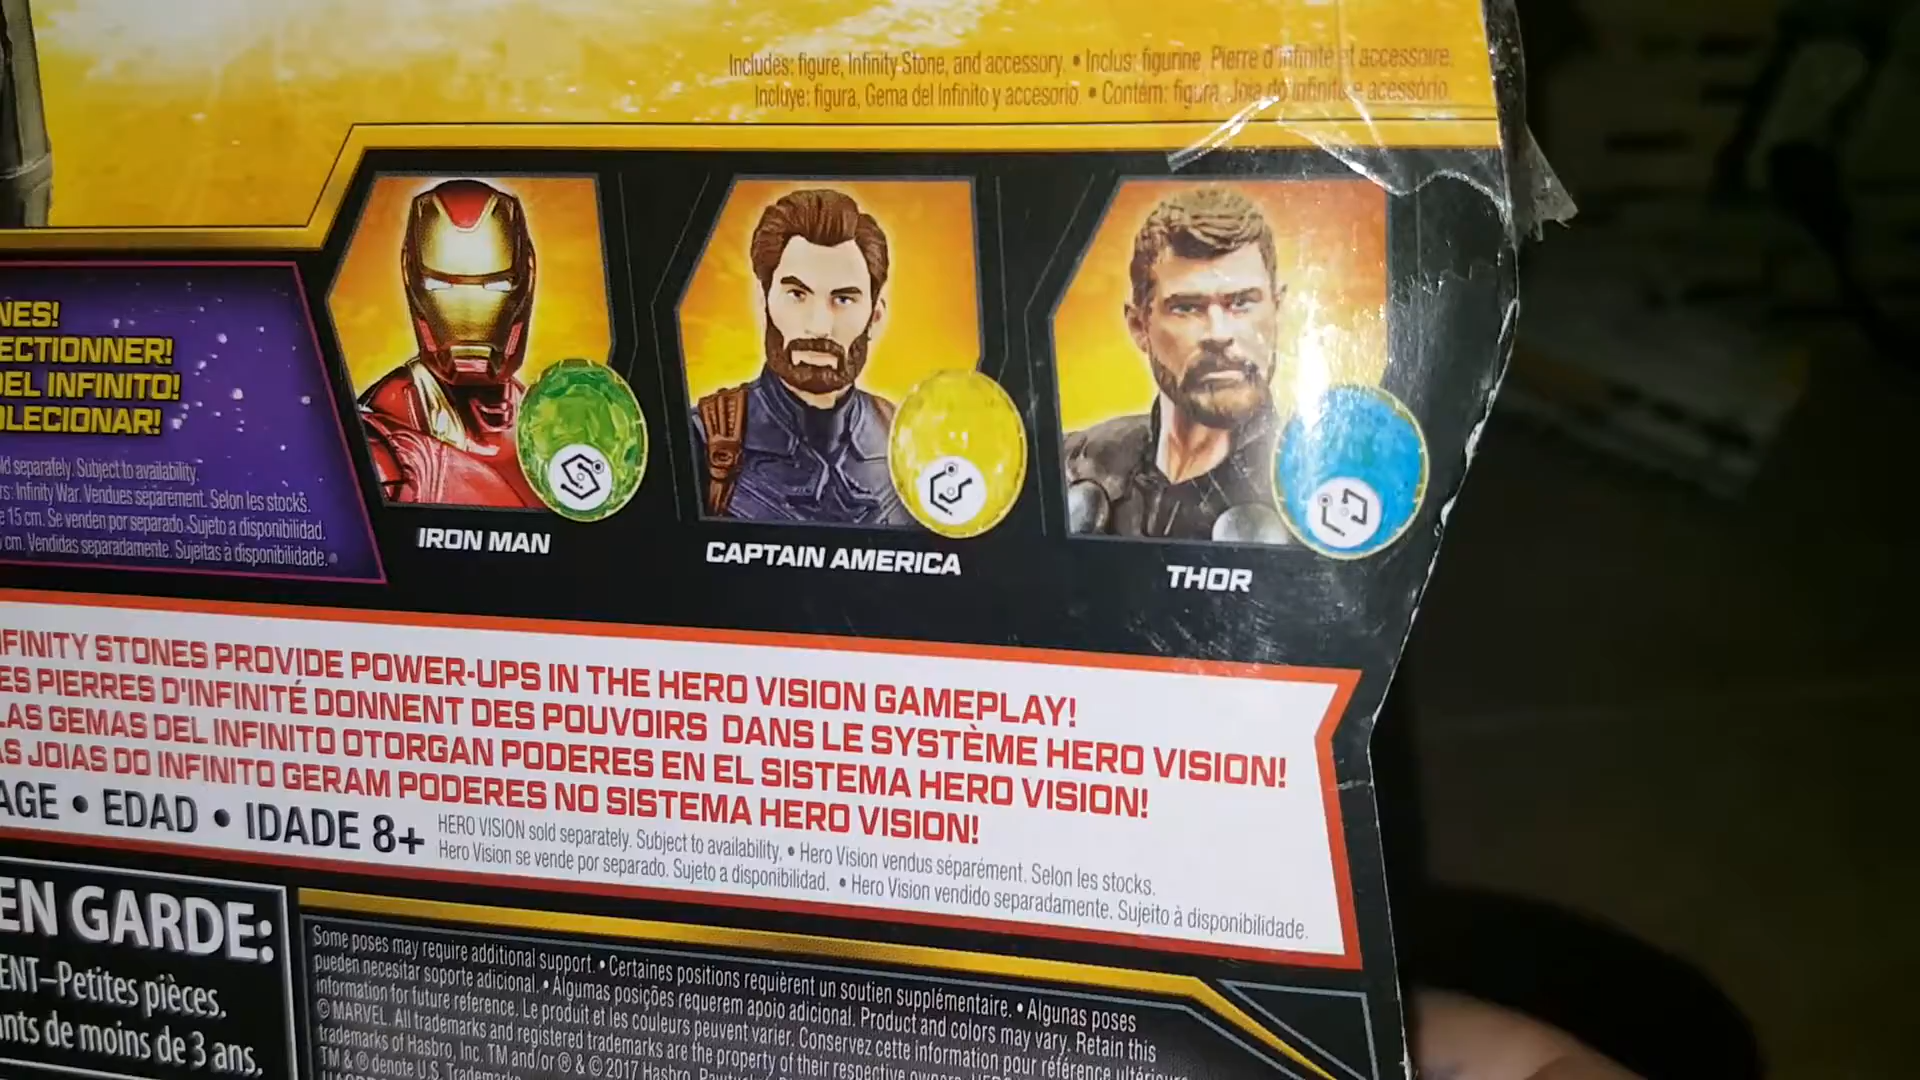 Includes: figure, Infinity Stone, and accessory. • Inclus: figurine, Pierre d'infinité et accessoire.
Incluye: figura, Gema del Infinito y accesorio. • Contém: figura, Joia do infinito e acessório.
NES!
ECTIONNER!
DEL INFINITO!
OLECIONAR!
ld separately. Subject to availability.
rs: Infinity War. Vendues séparément. Selon les stocks.
e 15 cm. Se venden por separado. Sujeto a disponibilidad.
cm. Vendidas separadamente. Sujeitas à disponibilidade.
IRON MAN
CAPTAIN AMERICA
THOR
FINITY STONES PROVIDE POWER-UPS IN THE HERO VISION GAMEPLAY!
ES PIERRES D'INFINITÉ DONNENT DES POUVOIRS DANS LE SYSTÈME HERO VISION!
LAS GEMAS DEL INFINITO OTORGAN PODERES EN EL SISTEMA HERO VISION!
AS JOIAS DO INFINITO GERAM PODERES NO SISTEMA HERO VISION!
AGE • EDAD • IDADE 8+
HERO VISION sold separately. Subject to availability. • Hero Vision vendus séparément. Selon les stocks.
Hero Vision se vende por separado. Sujeto a disponibilidad. • Hero Vision vendido separadamente. Sujeito à disponibilidade.
EN GARDE:
ENT–Petites pièces.
nts de moins de 3 ans.
Some poses may require additional support. • Certaines positions requièrent un soutien supplémentaire. • Algunas poses
pueden necesitar soporte adicional. • Algumas posições requerem apoio adicional. Product and colors may vary. Retain this
information for future reference. Le produit et les couleurs peuvent varier. Conservez cette information pour référence ultérieure
© MARVEL. All trademarks and registered trademarks are the property of their respective owners.
trademarks of Hasbro, Inc. TM and/or ® & © 2017 Hasbro,
TM & ® denote U.S. Trademarks